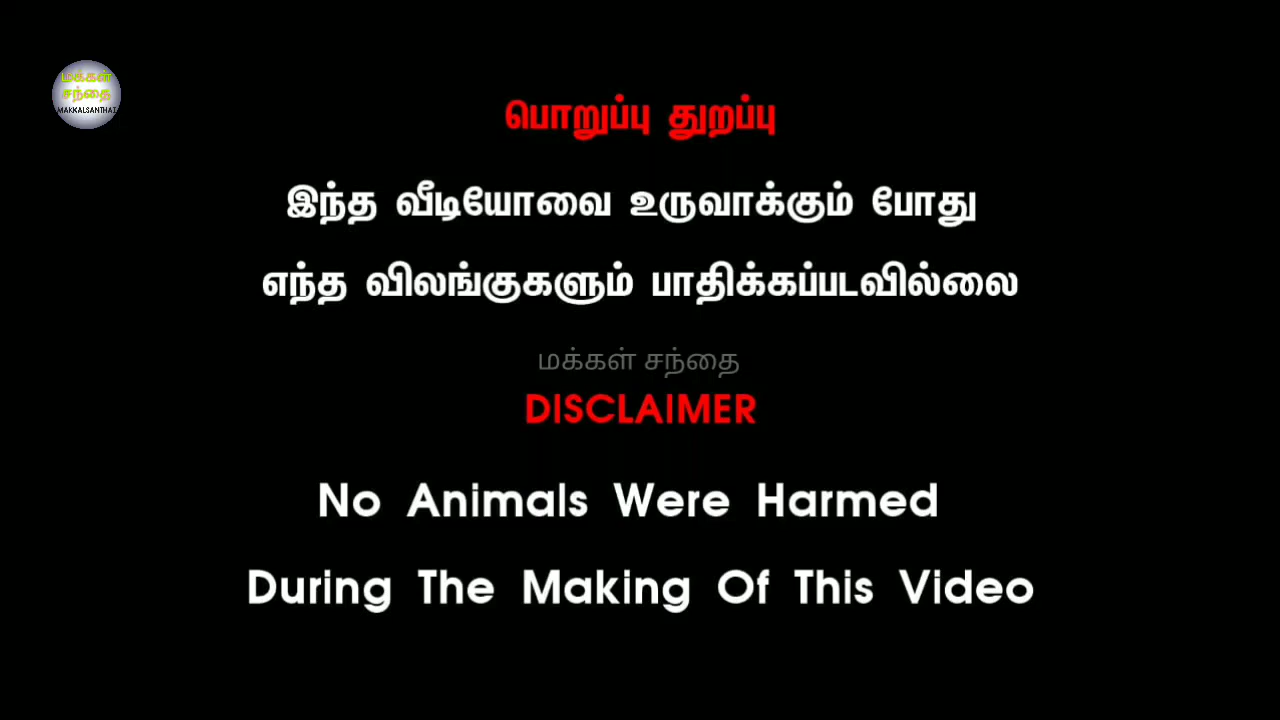 மக்கள்
சந்தை
MAKKALSANTHAI
பொறுப்பு துறப்பு
இந்த வீடியோவை உருவாக்கும் போது
எந்த விலங்குகளும் பாதிக்கப்படவில்லை
மக்கள் சந்தை
DISCLAIMER
No Animals Were Harmed
During The Making Of This Video